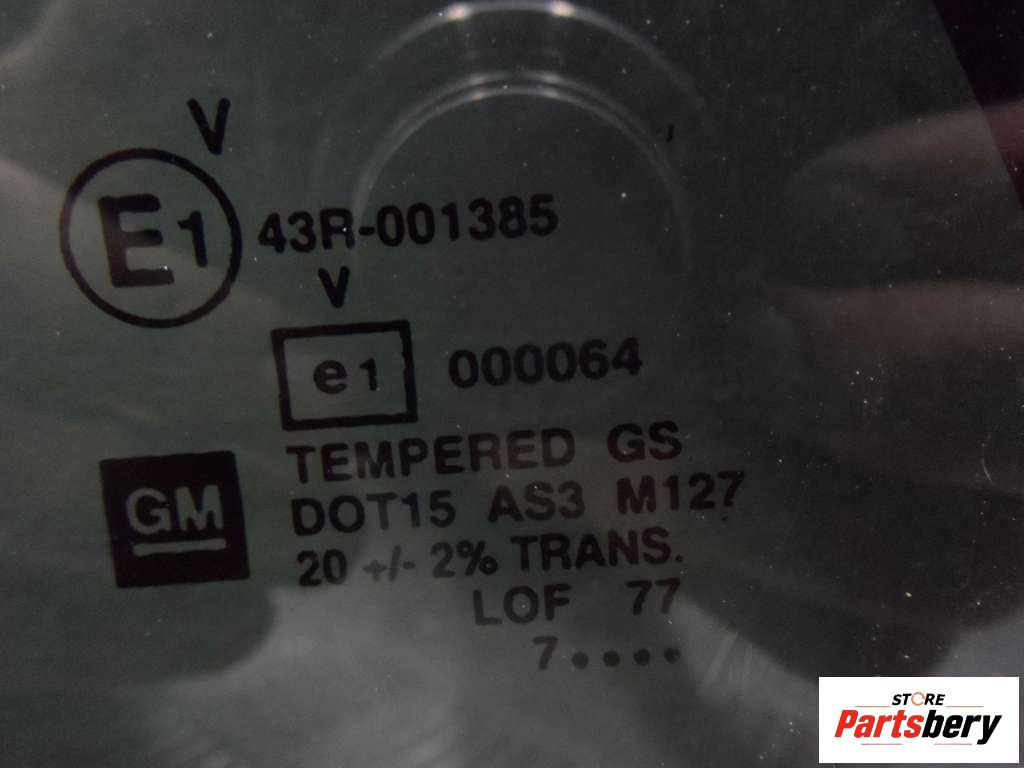 V
E1 43R-001385
V
e1 000064
GM
TEMPERED GS
DOT15 AS3 M127
20 +/- 2% TRANS.
LOF 77
7....
STORE
Partsbery